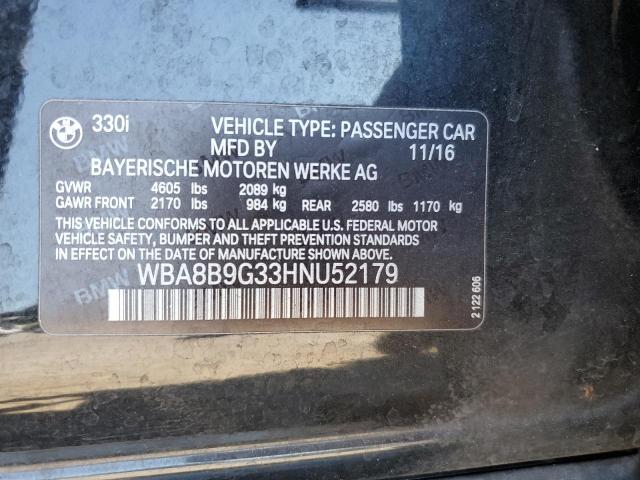 BMW 330i VEHICLE TYPE: PASSENGER CAR
MFD BY 11/16
BAYERISCHE MOTOREN WERKE AG
GVWR 4605 lbs 2089 kg
GAWR FRONT 2170 lbs 984 kg REAR 2580 lbs 1170 kg
THIS VEHICLE CONFORMS TO ALL APPLICABLE U.S. FEDERAL MOTOR
VEHICLE SAFETY, BUMPER AND THEFT PREVENTION STANDARDS
IN EFFECT ON THE DATE OF MANUFACTURE SHOWN ABOVE.
WBA8B9G33HNU52179
2 122 606